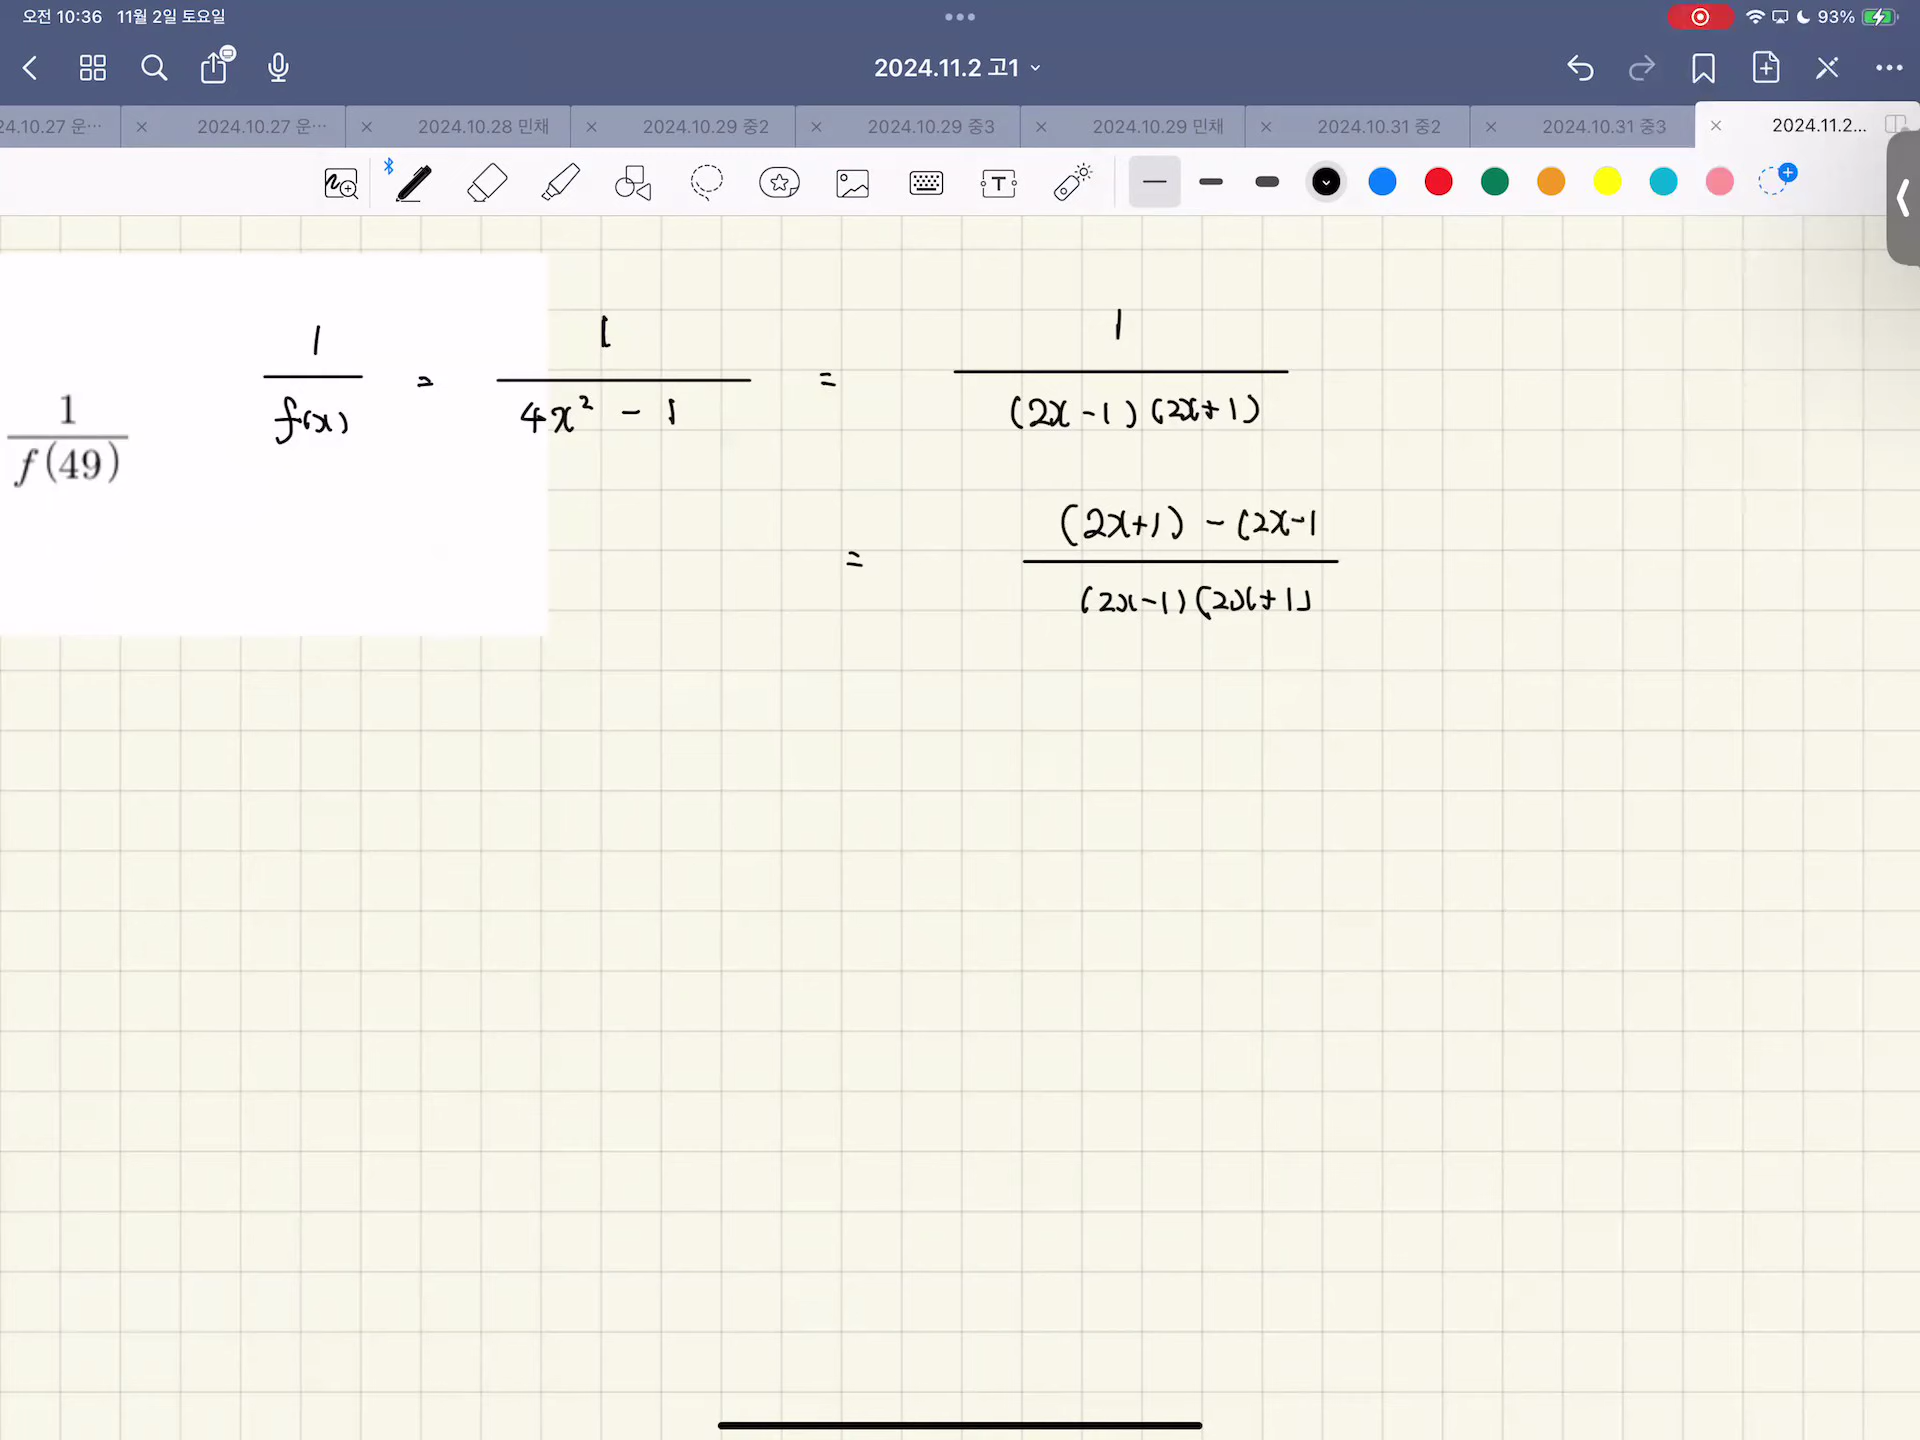 오전 10:36 11월 2일 토요일 93%
2024.11.2 고1
24.10.27 운… 2024.10.27 운… 2024.10.28 민채 2024.10.29 중2 2024.10.29 중3 2024.10.29 민채 2024.10.31 중2 2024.10.31 중3 2024.11.2...
T
1/f(49)
1/f(x) = 1/4x² - 1 = 1/(2x-1)(2x+1)
= (2x+1) - (2x-1/(2x-1)(2x+1)